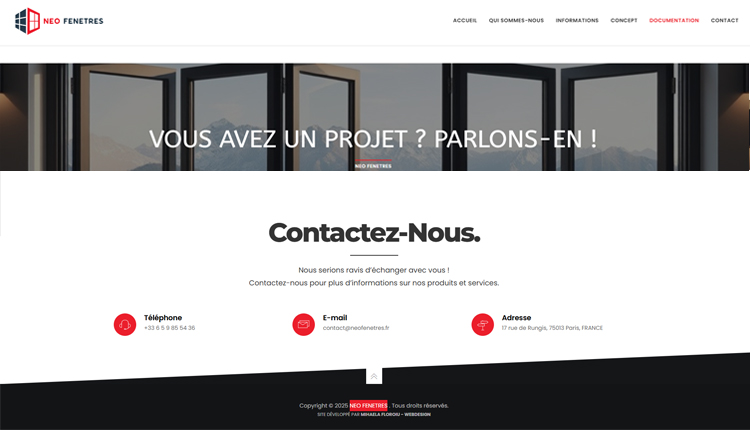 NEO FENETRES
ACCUEIL QUI SOMMES-NOUS INFORMATIONS CONCEPT DOCUMENTATION CONTACT
VOUS AVEZ UN PROJET ? PARLONS-EN !
NEO FENETRES
Contactez-Nous.
Nous serions ravis d'échanger avec vous !
Contactez-nous pour plus d'informations sur nos produits et services.
Téléphone
+33 6 5 9 85 54 36
E-mail
contact@neofenetres.fr
Adresse
17 rue de Rungis, 75013 Paris, FRANCE
Copyright © 2025 NEO FENETRES . Tous droits réservés.
SITE DÉVELOPPÉ PAR MIHAELA FLOROIU - WEBDESIGN